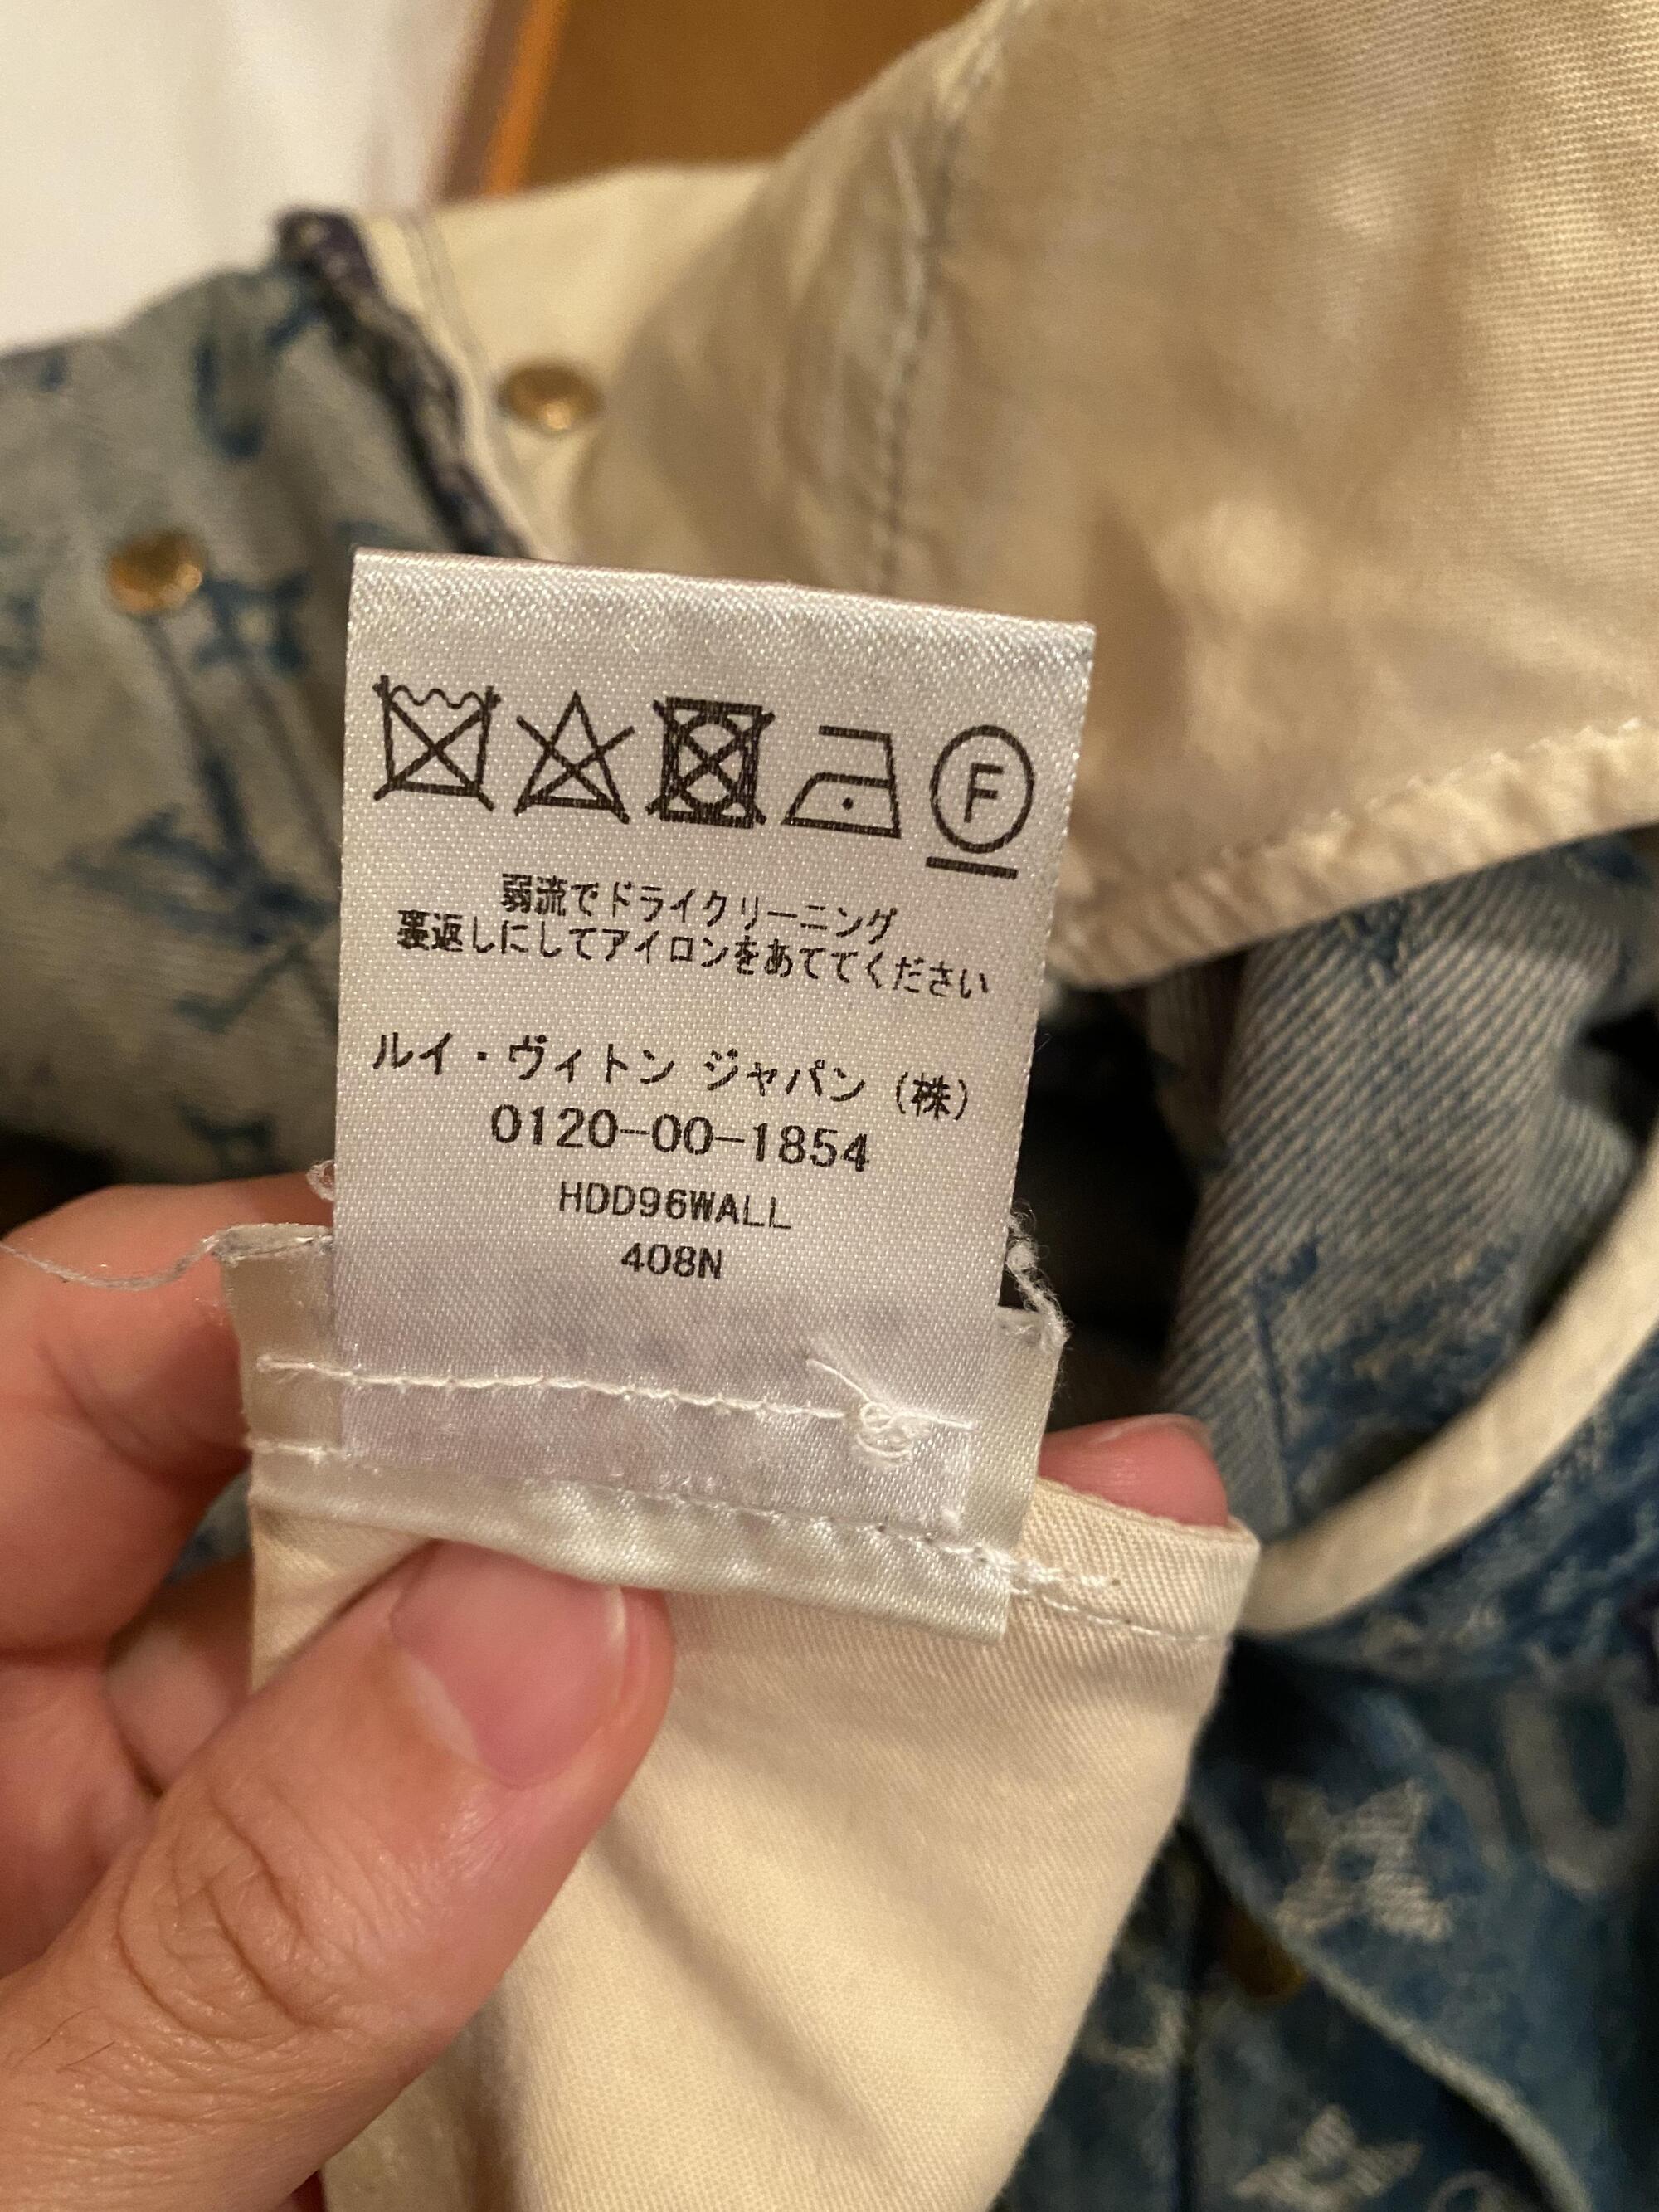 F
弱流でドライクリーニング
裏返しにしてアイロンをあててください
ルイ・ヴィトン ジャパン (株)
0120-00-1854
HDD96WALL
408N